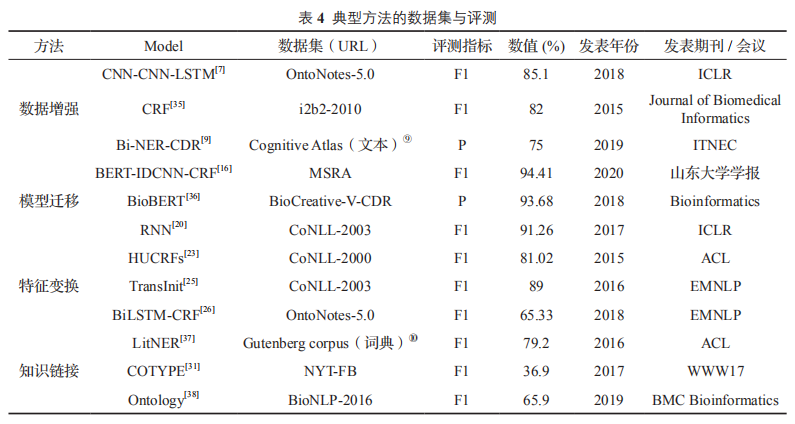 表 4 典型方法的数据集与评测
方法 Model 数据集（URL） 评测指标 数值 (%) 发表年份 发表期刊 / 会议
CNN-CNN-LSTM[7] OntoNotes-5.0 F1 85.1 2018 ICLR
数据增强 CRF[35] i2b2-2010 F1 82 2015 Journal of Biomedical Informatics
Bi-NER-CDR[9] Cognitive Atlas（文本）⑨ P 75 2019 ITNEC
BERT-IDCNN-CRF[16] MSRA F1 94.41 2020 山东大学学报
模型迁移 BioBERT[36] BioCreative-V-CDR P 93.68 2018 Bioinformatics
RNN[20] CoNLL-2003 F1 91.26 2017 ICLR
HUCRFs[23] CoNLL-2000 F1 81.02 2015 ACL
特征变换 TransInit[25] CoNLL-2003 F1 89 2016 EMNLP
BiLSTM-CRF[26] OntoNotes-5.0 F1 65.33 2018 EMNLP
LitNER[37] Gutenberg corpus（词典）⑩ F1 79.2 2016 ACL
知识链接 COTYPE[31] NYT-FB F1 36.9 2017 WWW17
Ontology[38] BioNLP-2016 F1 65.9 2019 BMC Bioinformatics